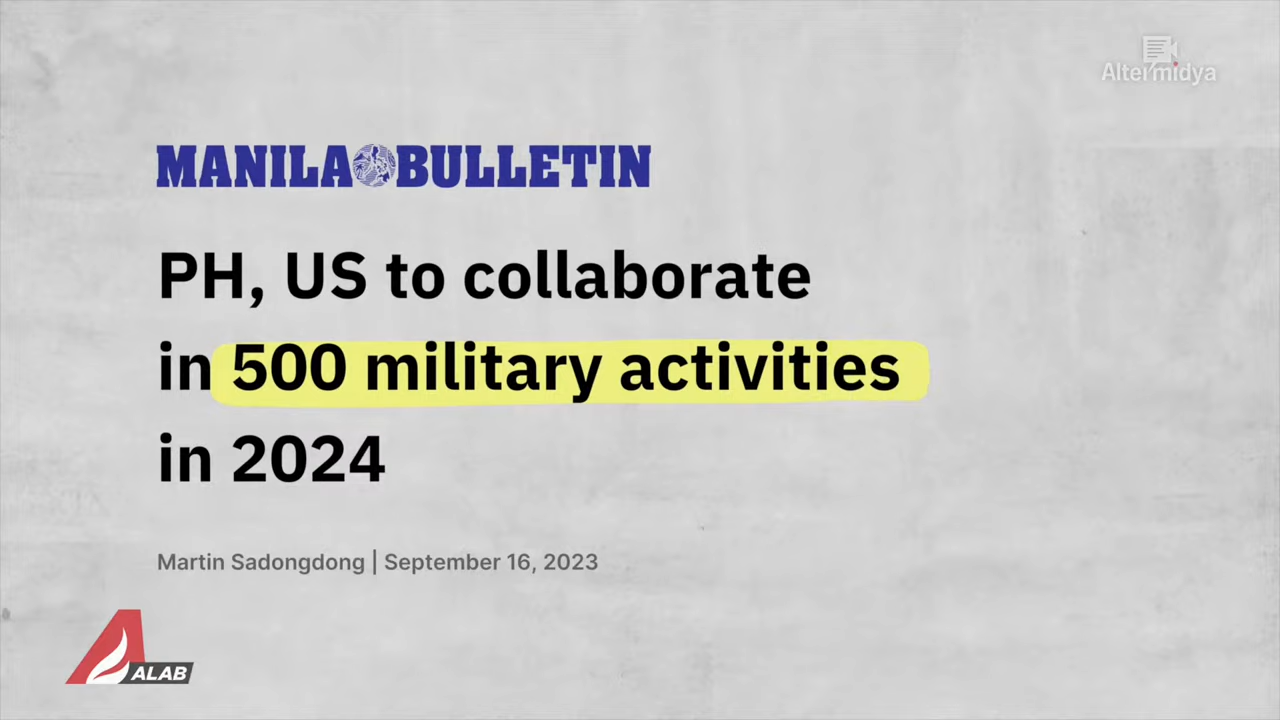 Altermidya
MANILA BULLETIN
PH, US to collaborate
in 500 military activities
in 2024
Martin Sadongdong | September 16, 2023
ALAB